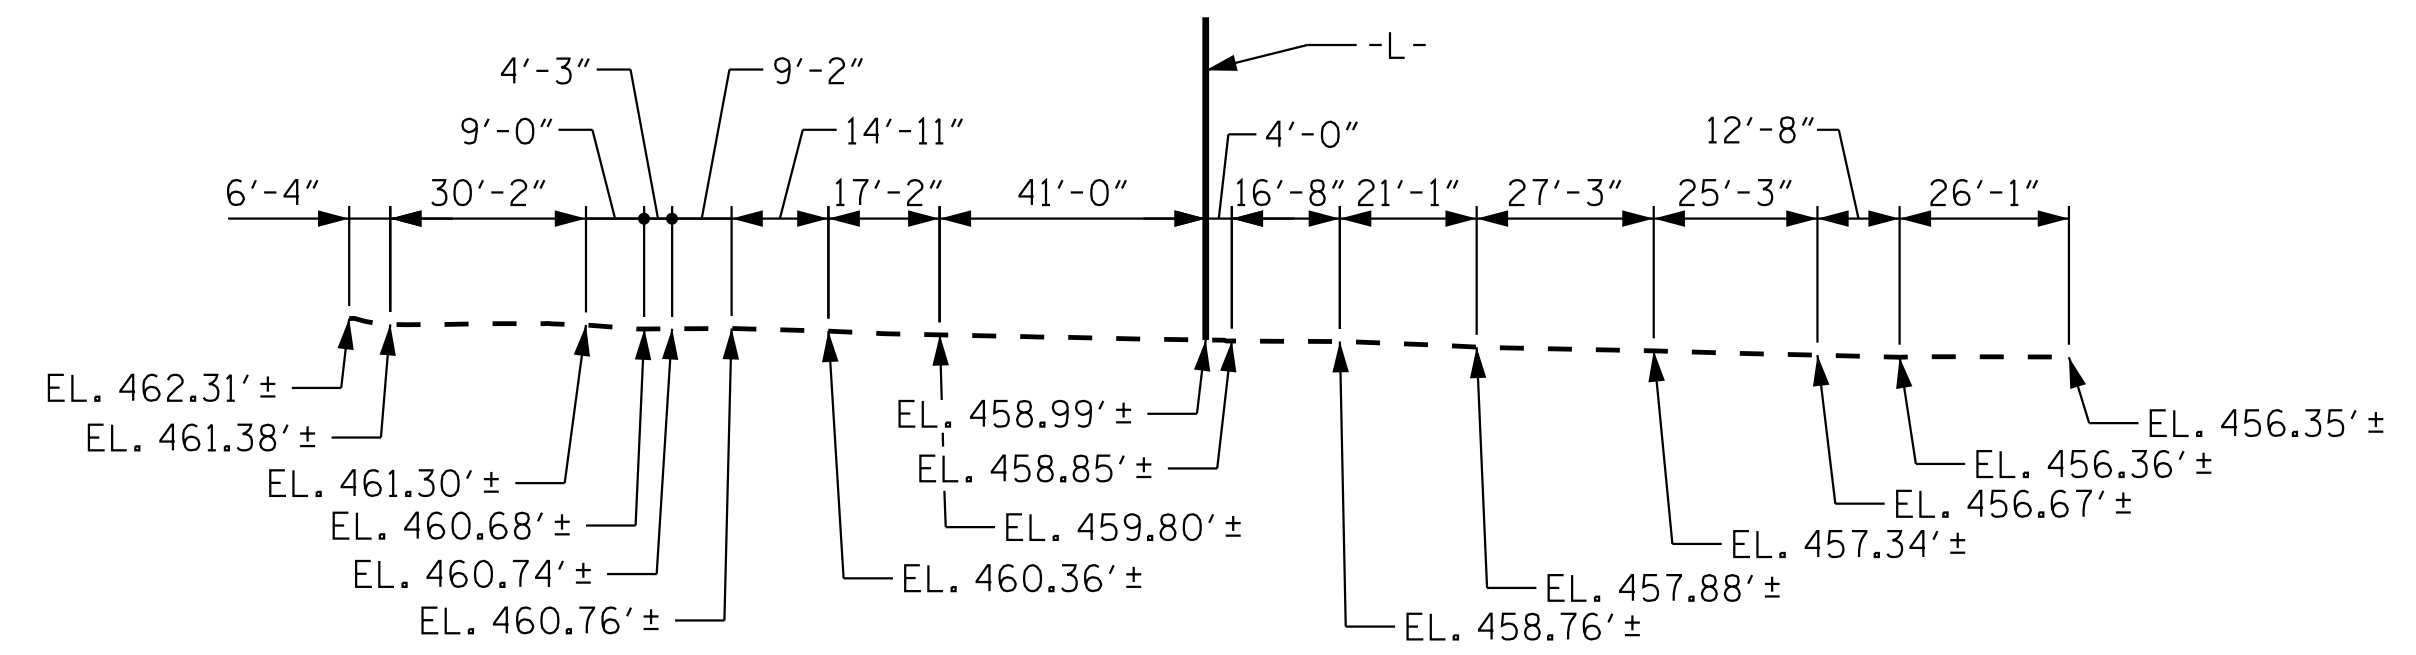 -L-
4'-3" 9'-2"
9'-0" 14'-11" 4'-0" 12'-8"
6'-4" 30'-2" 17'-2" 41'-0" 16'-8" 21'-1" 27'-3" 25'-3" 26'-1"
EL. 462.31'±
EL. 458.99'±
EL. 456.35'±
EL. 461.38'±
EL. 458.85'±
EL. 456.36'±
EL. 461.30'±
EL. 456.67'±
EL. 460.68'±
EL. 459.80'±
EL. 457.34'±
EL. 460.74'±
EL. 460.36'±
EL. 457.88'±
EL. 460.76'±
EL. 458.76'±